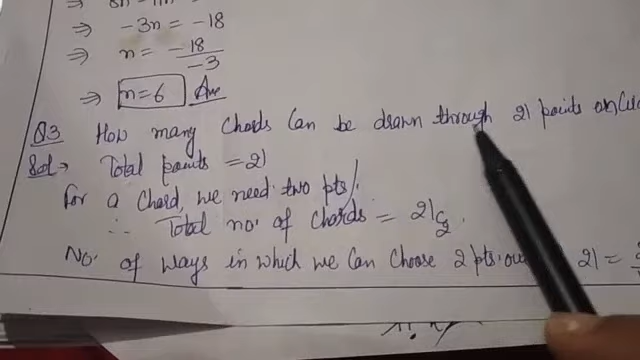 ⇒ -3n = -18
⇒ n = -18/-3
⇒ n=6 Ans
Q3 How many Chords Can be drawn through 21 points on
Sol→ Total points = 21
For a chord, we need two pts/.
∴ Total no. of chords = 21C2.
No. of ways in which we can choose 2 pts. out 21 =